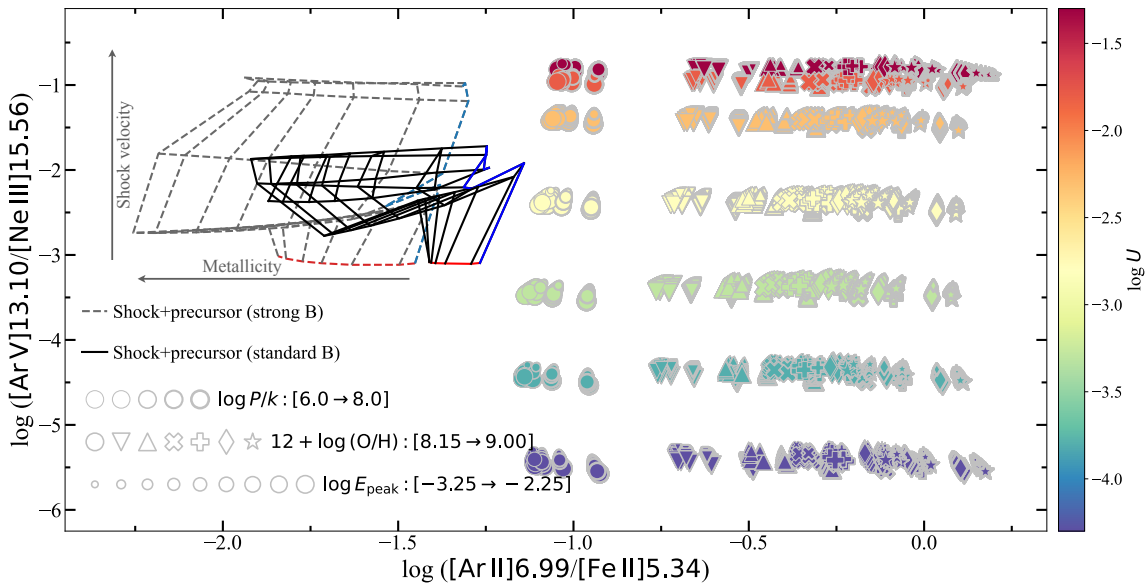 log ([Ar V]13.10/[Ne III]15.56
−1
−2
−3
−4
−5
−6
Shock velocity
Metallicity
Shock+precursor (strong B)
Shock+precursor (standard B)
log P/k : [6.0 → 8.0]
12 + log (O/H) : [8.15 → 9.00]
log E_peak : [−3.25 → −2.25]
−2.0
−1.5
−1.0
−0.5
0.0
log ([Ar II]6.99/[Fe II]5.34)
−1.5
−2.0
−2.5
−3.0
−3.5
−4.0
log U